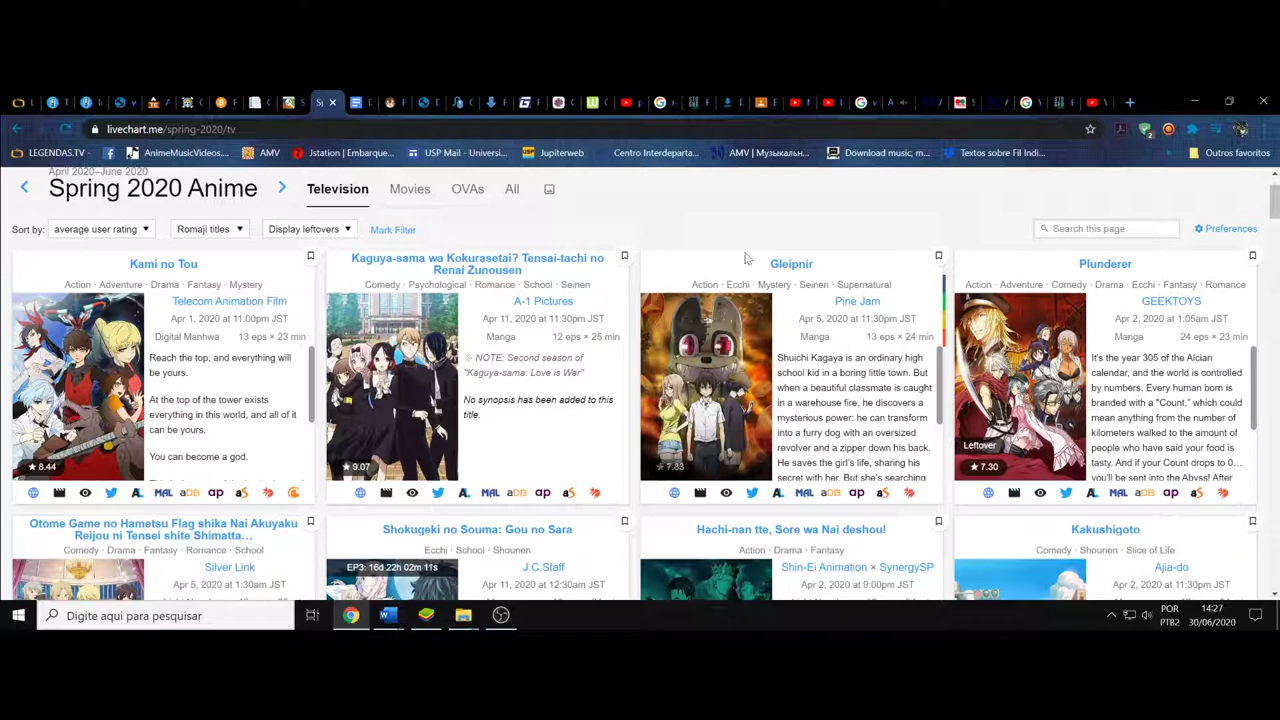 livechart.me/spring-2020/tv
LEGENDAS.TV -
AnimeMusicVideos....
AMV
Jstation | Embarque...
USP Mail - Universi...
Jupiterweb
Centro Interdeparta...
AMV | Музыкальн...
Download music, m...
Textos sobre Fil Indi...
Outros favoritos
April 2020–June 2020
Spring 2020 Anime
Television
Movies
OVAs
All
Sort by:
average user rating
Romaji titles
Display leftovers
Mark Filter
Search this page
Preferences
Kami no Tou
Action · Adventure · Drama · Fantasy · Mystery
Telecom Animation Film
Apr 1, 2020 at 11:00pm JST
Digital Manhwa
13 eps × 23 min
Reach the top, and everything will
be yours.
At the top of the tower exists
everything in this world, and all of it
can be yours.
You can become a god.
★ 8.44
Kaguya-sama wa Kokurasetai? Tensai-tachi no
Renai Zunousen
Comedy · Psychological · Romance · School · Seinen
A-1 Pictures
Apr 11, 2020 at 11:30pm JST
Manga
12 eps × 25 min
※ NOTE: Second season of
"Kaguya-sama: Love is War"
No synopsis has been added to this
title.
★ 9.07
Gleipnir
Action · Ecchi · Mystery · Seinen · Supernatural
Pine Jam
Apr 5, 2020 at 11:30pm JST
Manga
13 eps × 24 min
Shuichi Kagaya is an ordinary high
school kid in a boring little town. But
when a beautiful classmate is caught
in a warehouse fire, he discovers a
mysterious power: he can transform
into a furry dog with an oversized
revolver and a zipper down his back.
He saves the girl's life, sharing his
secret with her. But she's searching
★ 7.83
Plunderer
Action · Adventure · Comedy · Drama · Ecchi · Fantasy · Romance
GEEKTOYS
Apr 2, 2020 at 1:05am JST
Manga
24 eps × 23 min
It's the year 305 of the Alcian
calendar, and the world is controlled
by numbers. Every human born is
branded with a "Count," which could
mean anything from the number of
kilometers walked to the amount of
people who have said your food is
tasty. And if your Count drops to 0...
you'll be sent into the Abyss! After
Leftover
★ 7.30
Otome Game no Hametsu Flag shika Nai Akuyaku
Reijou ni Tensei shite Shimatta…
Comedy · Drama · Fantasy · Romance · School
Silver Link
Apr 5, 2020 at 1:30am JST
Shokugeki no Souma: Gou no Sara
Ecchi · School · Shounen
EP3: 16d 22h 02m 11s
J.C.Staff
Apr 11, 2020 at 12:30am JST
Hachi-nan tte, Sore wa Nai deshou!
Action · Drama · Fantasy
Shin-Ei Animation × SynergySP
Apr 2, 2020 at 9:00pm JST
Kakushigoto
Comedy · Shounen · Slice of Life
Ajia-do
Apr 2, 2020 at 11:30pm JST
Digite aqui para pesquisar
POR
PTB2
14:27
30/06/2020